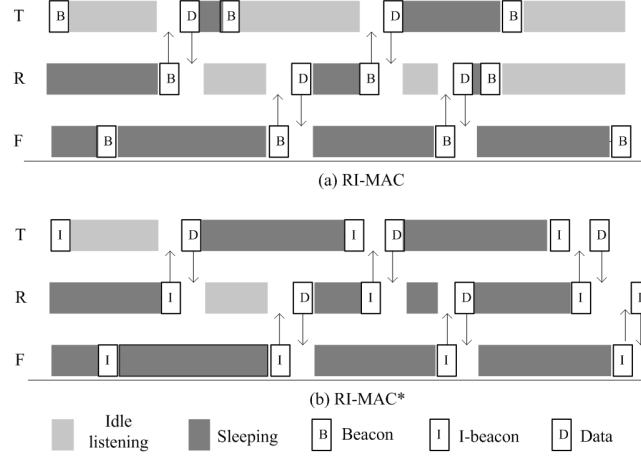 T B D B D B
R B D B D B
F B B B B
(a) RI-MAC
T I D I D I D
R I D I D I I
F I I I I
(b) RI-MAC*
Idle listening Sleeping B Beacon I I-beacon D Data